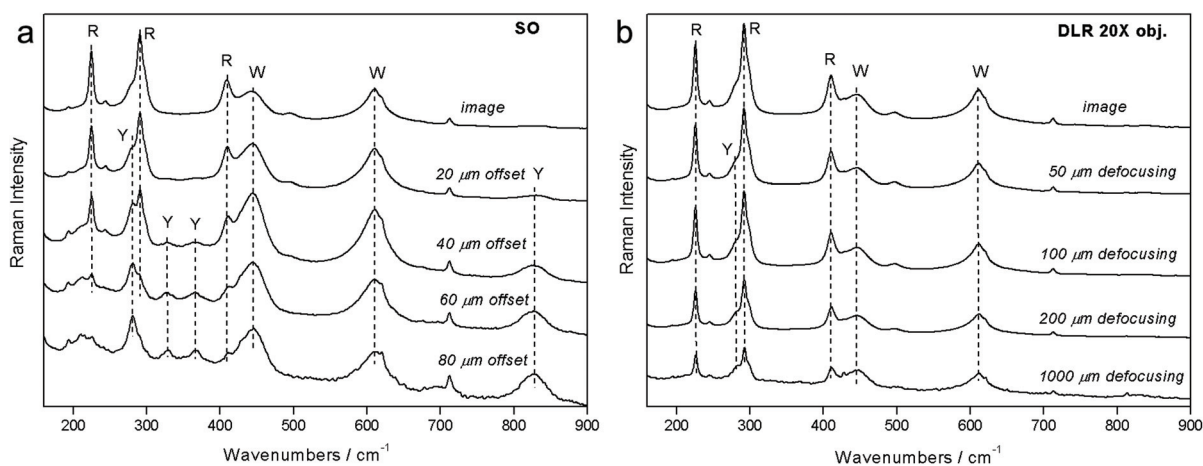 a
SO
R
R
R
W
W
image
Y
20 μm offset
Y
Y
Y
40 μm offset
60 μm offset
80 μm offset
Raman Intensity
200 300 400 500 600 700 800 900
Wavenumbers / cm⁻¹
b
DLR 20X obj.
R
R
R
W
W
image
Y
50 μm defocusing
100 μm defocusing
200 μm defocusing
1000 μm defocusing
Raman Intensity
200 300 400 500 600 700 800 900
Wavenumbers / cm⁻¹